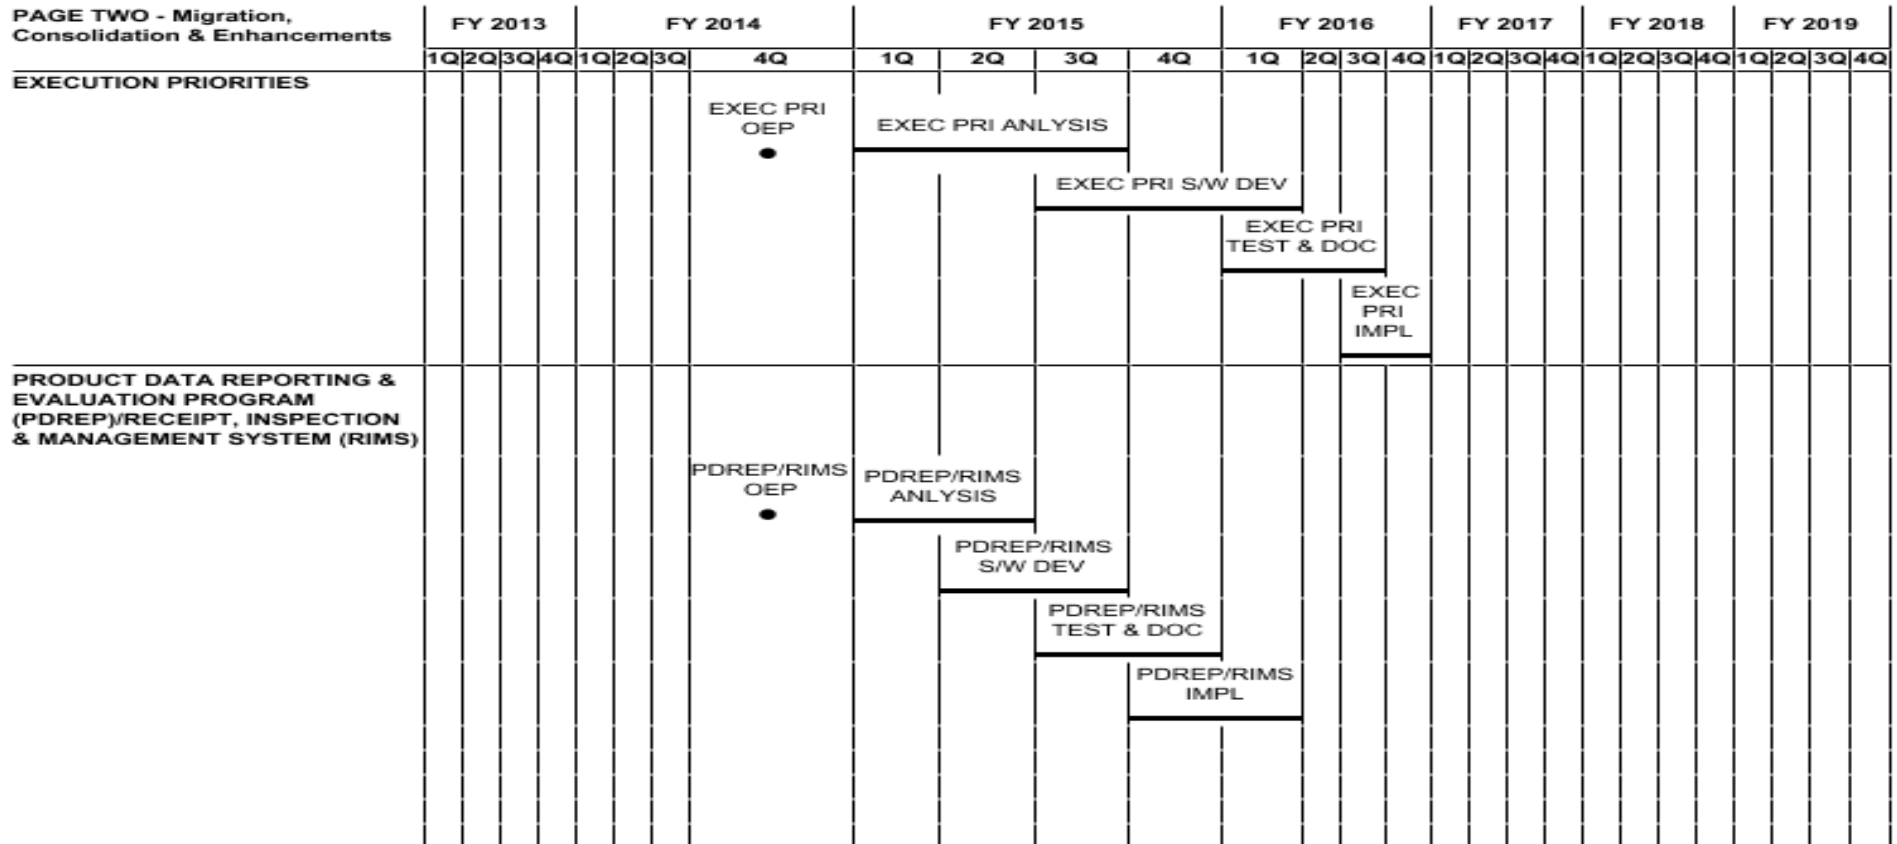 PAGE TWO - Migration,
Consolidation & Enhancements
FY 2013 FY 2014 FY 2015 FY 2016 FY 2017 FY 2018 FY 2019
1Q 2Q 3Q 4Q 1Q 2Q 3Q 4Q 1Q 2Q 3Q 4Q 1Q 2Q 3Q 4Q 1Q 2Q 3Q 4Q 1Q 2Q 3Q 4Q 1Q 2Q 3Q 4Q
EXECUTION PRIORITIES
EXEC PRI
OEP
EXEC PRI ANLYSIS
EXEC PRI S/W DEV
EXEC PRI
TEST & DOC
EXEC
PRI
IMPL
PRODUCT DATA REPORTING &
EVALUATION PROGRAM
(PDREP)/RECEIPT, INSPECTION
& MANAGEMENT SYSTEM (RIMS)
PDREP/RIMS
OEP
PDREP/RIMS
ANLYSIS
PDREP/RIMS
S/W DEV
PDREP/RIMS
TEST & DOC
PDREP/RIMS
IMPL